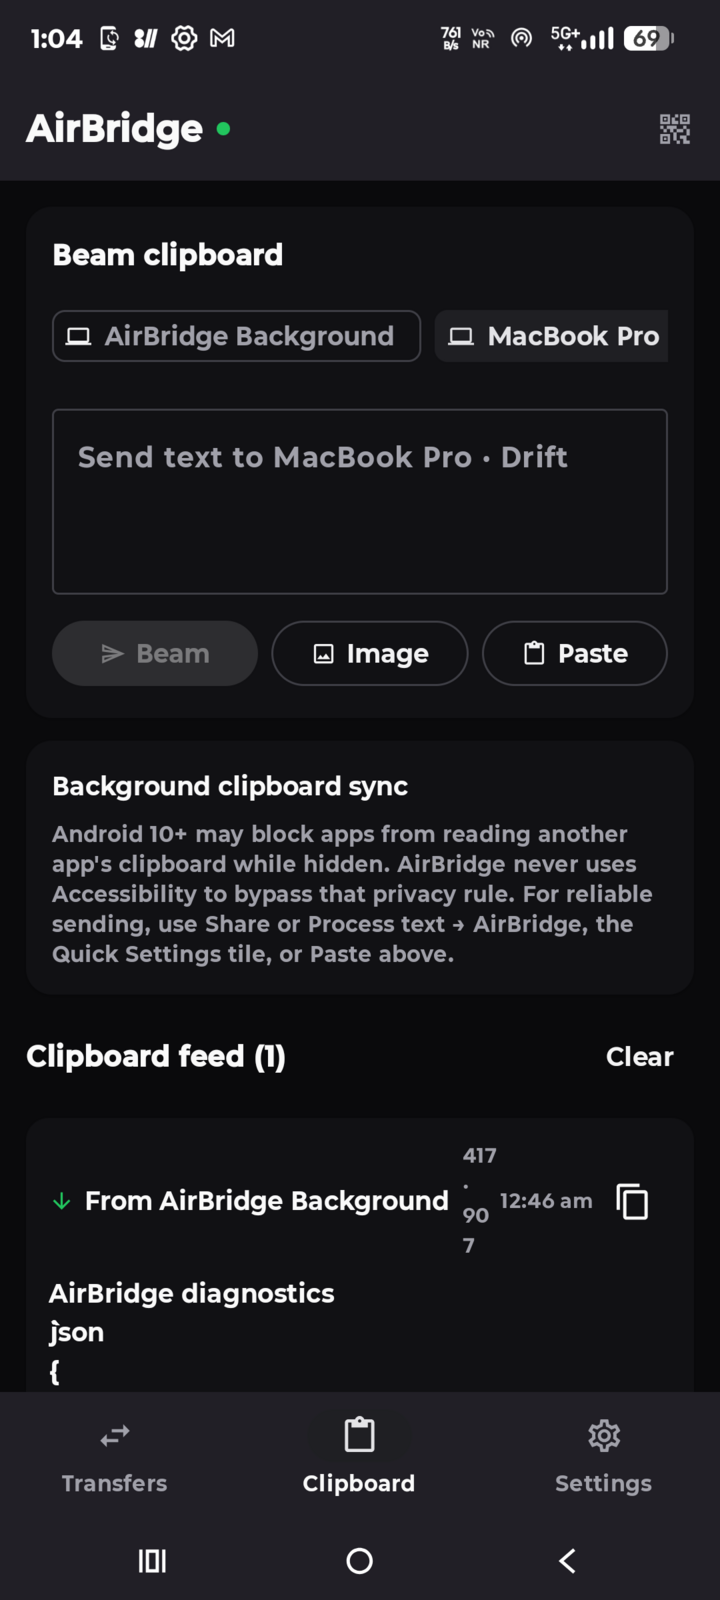 1:04
761 B/s
Vo NR
5G+
69
AirBridge
Beam clipboard
AirBridge Background
MacBook Pro
Send text to MacBook Pro · Drift
Beam
Image
Paste
Background clipboard sync
Android 10+ may block apps from reading another
app's clipboard while hidden. AirBridge never uses
Accessibility to bypass that privacy rule. For reliable
sending, use Share or Process text → AirBridge, the
Quick Settings tile, or Paste above.
Clipboard feed (1)
Clear
From AirBridge Background
417
·
90
7
12:46 am
AirBridge diagnostics
json
{
Transfers
Clipboard
Settings